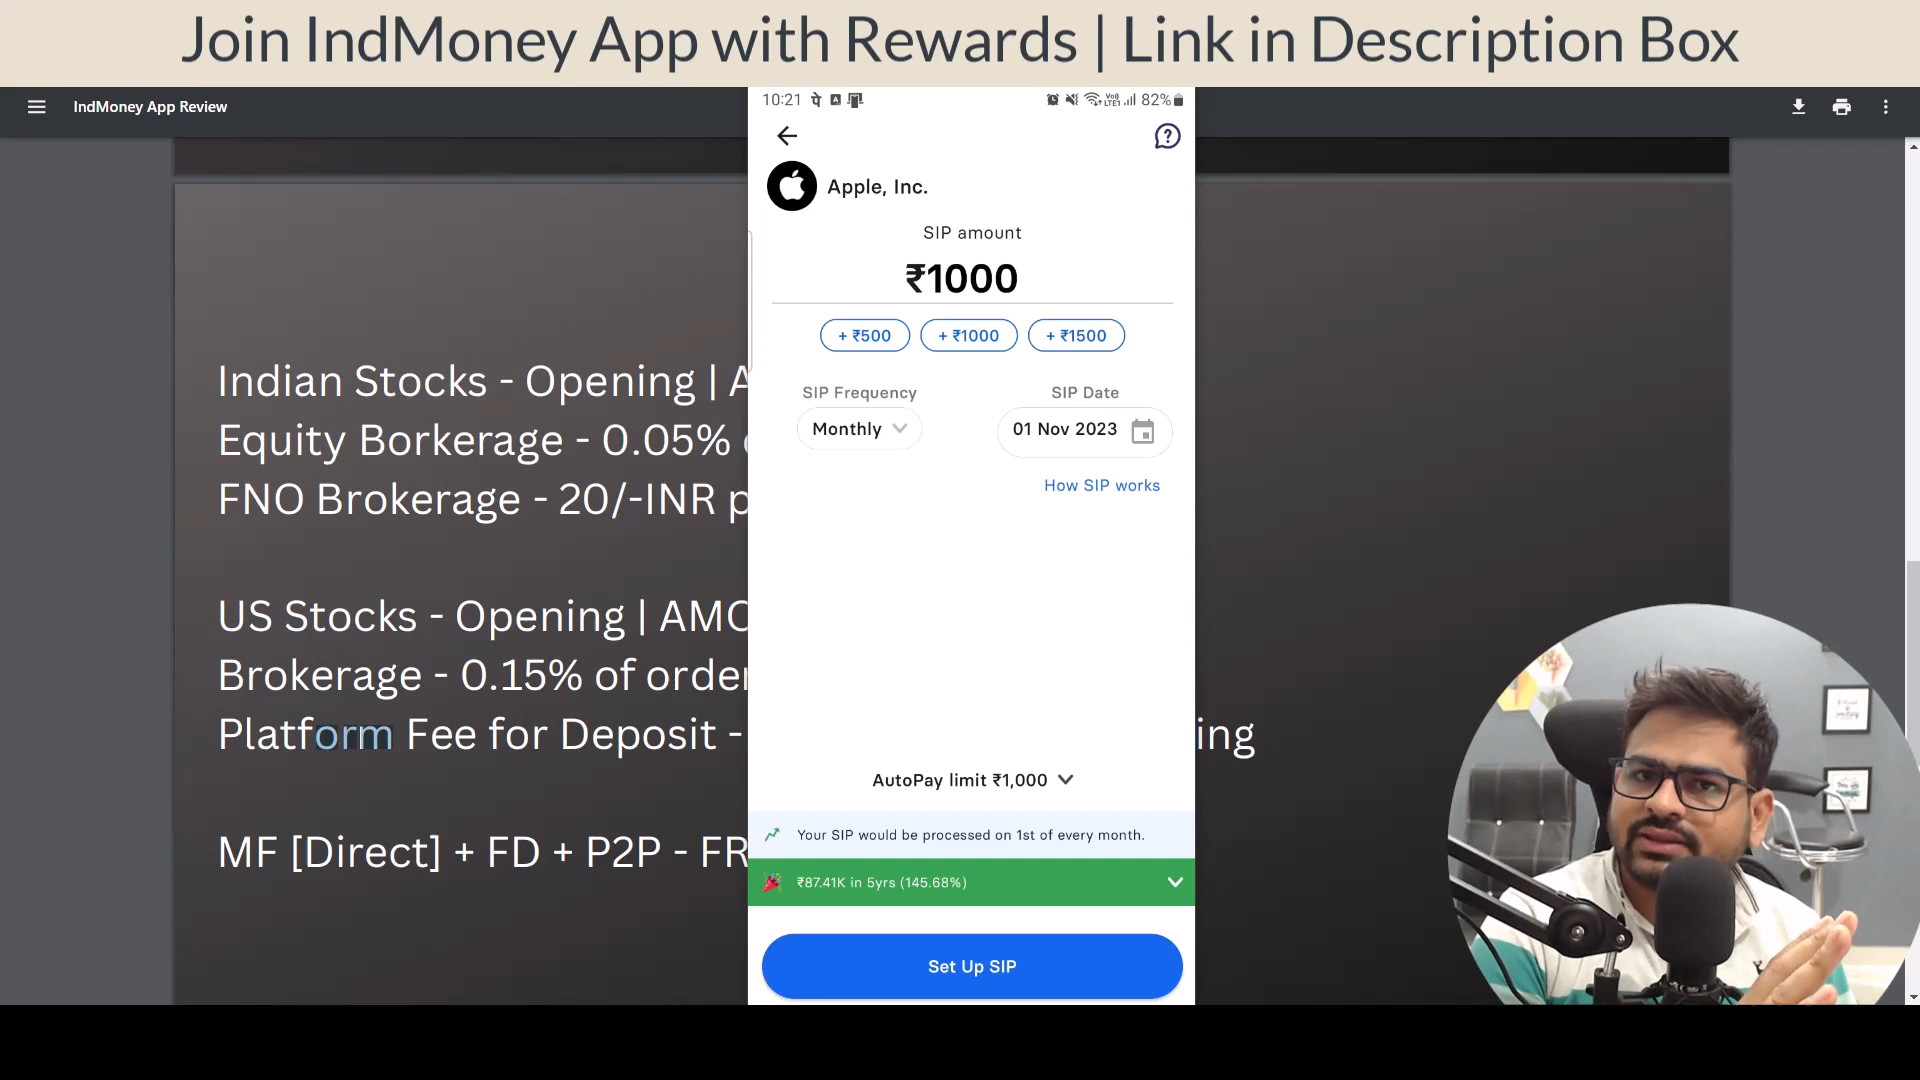 Join IndMoney App with Rewards | Link in Description Box
IndMoney App Review
10:21
82%
Apple, Inc.
SIP amount
₹1000
+ ₹500 + ₹1000 + ₹1500
SIP Frequency
SIP Date
Monthly
01 Nov 2023
How SIP works
Indian Stocks - Opening |
Equity Borkerage - 0.05%
FNO Brokerage - 20/-INR
US Stocks - Opening | AMC
Brokerage - 0.15% of order
Platform Fee for Deposit -
ing
MF [Direct] + FD + P2P - FR
AutoPay limit ₹1,000
Your SIP would be processed on 1st of every month.
₹87.41K in 5yrs (145.68%)
Set Up SIP